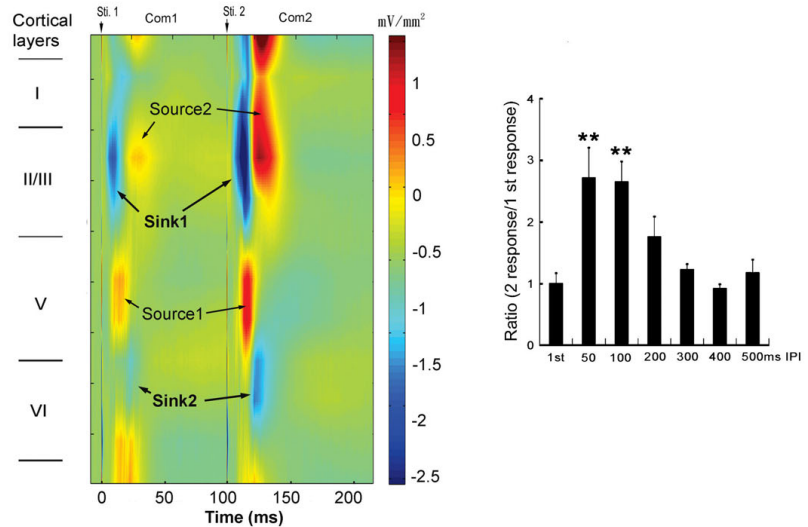 Cortical
layers
Sti. 1
Com1
Sti. 2
Com2
mV/mm²
I
II/III
V
VI
Source2
Sink1
Source1
Sink2
1
0.5
0
-0.5
-1
-1.5
-2
-2.5
0 50 100 150 200
Time (ms)
Ratio (2 response/1 st response)
4
3
2
1
0
** **
1st 50 100 200 300 400 500ms IPI